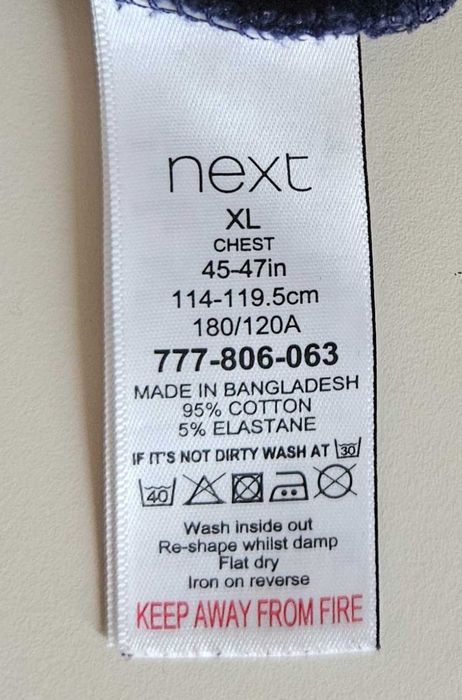 next
XL
CHEST
45-47in
114-119.5cm
180/120A
777-806-063
MADE IN BANGLADESH
95% COTTON
5% ELASTANE
IF IT'S NOT DIRTY WASH AT 30
40
Wash inside out
Re-shape whilst damp
Flat dry
Iron on reverse
KEEP AWAY FROM FIRE